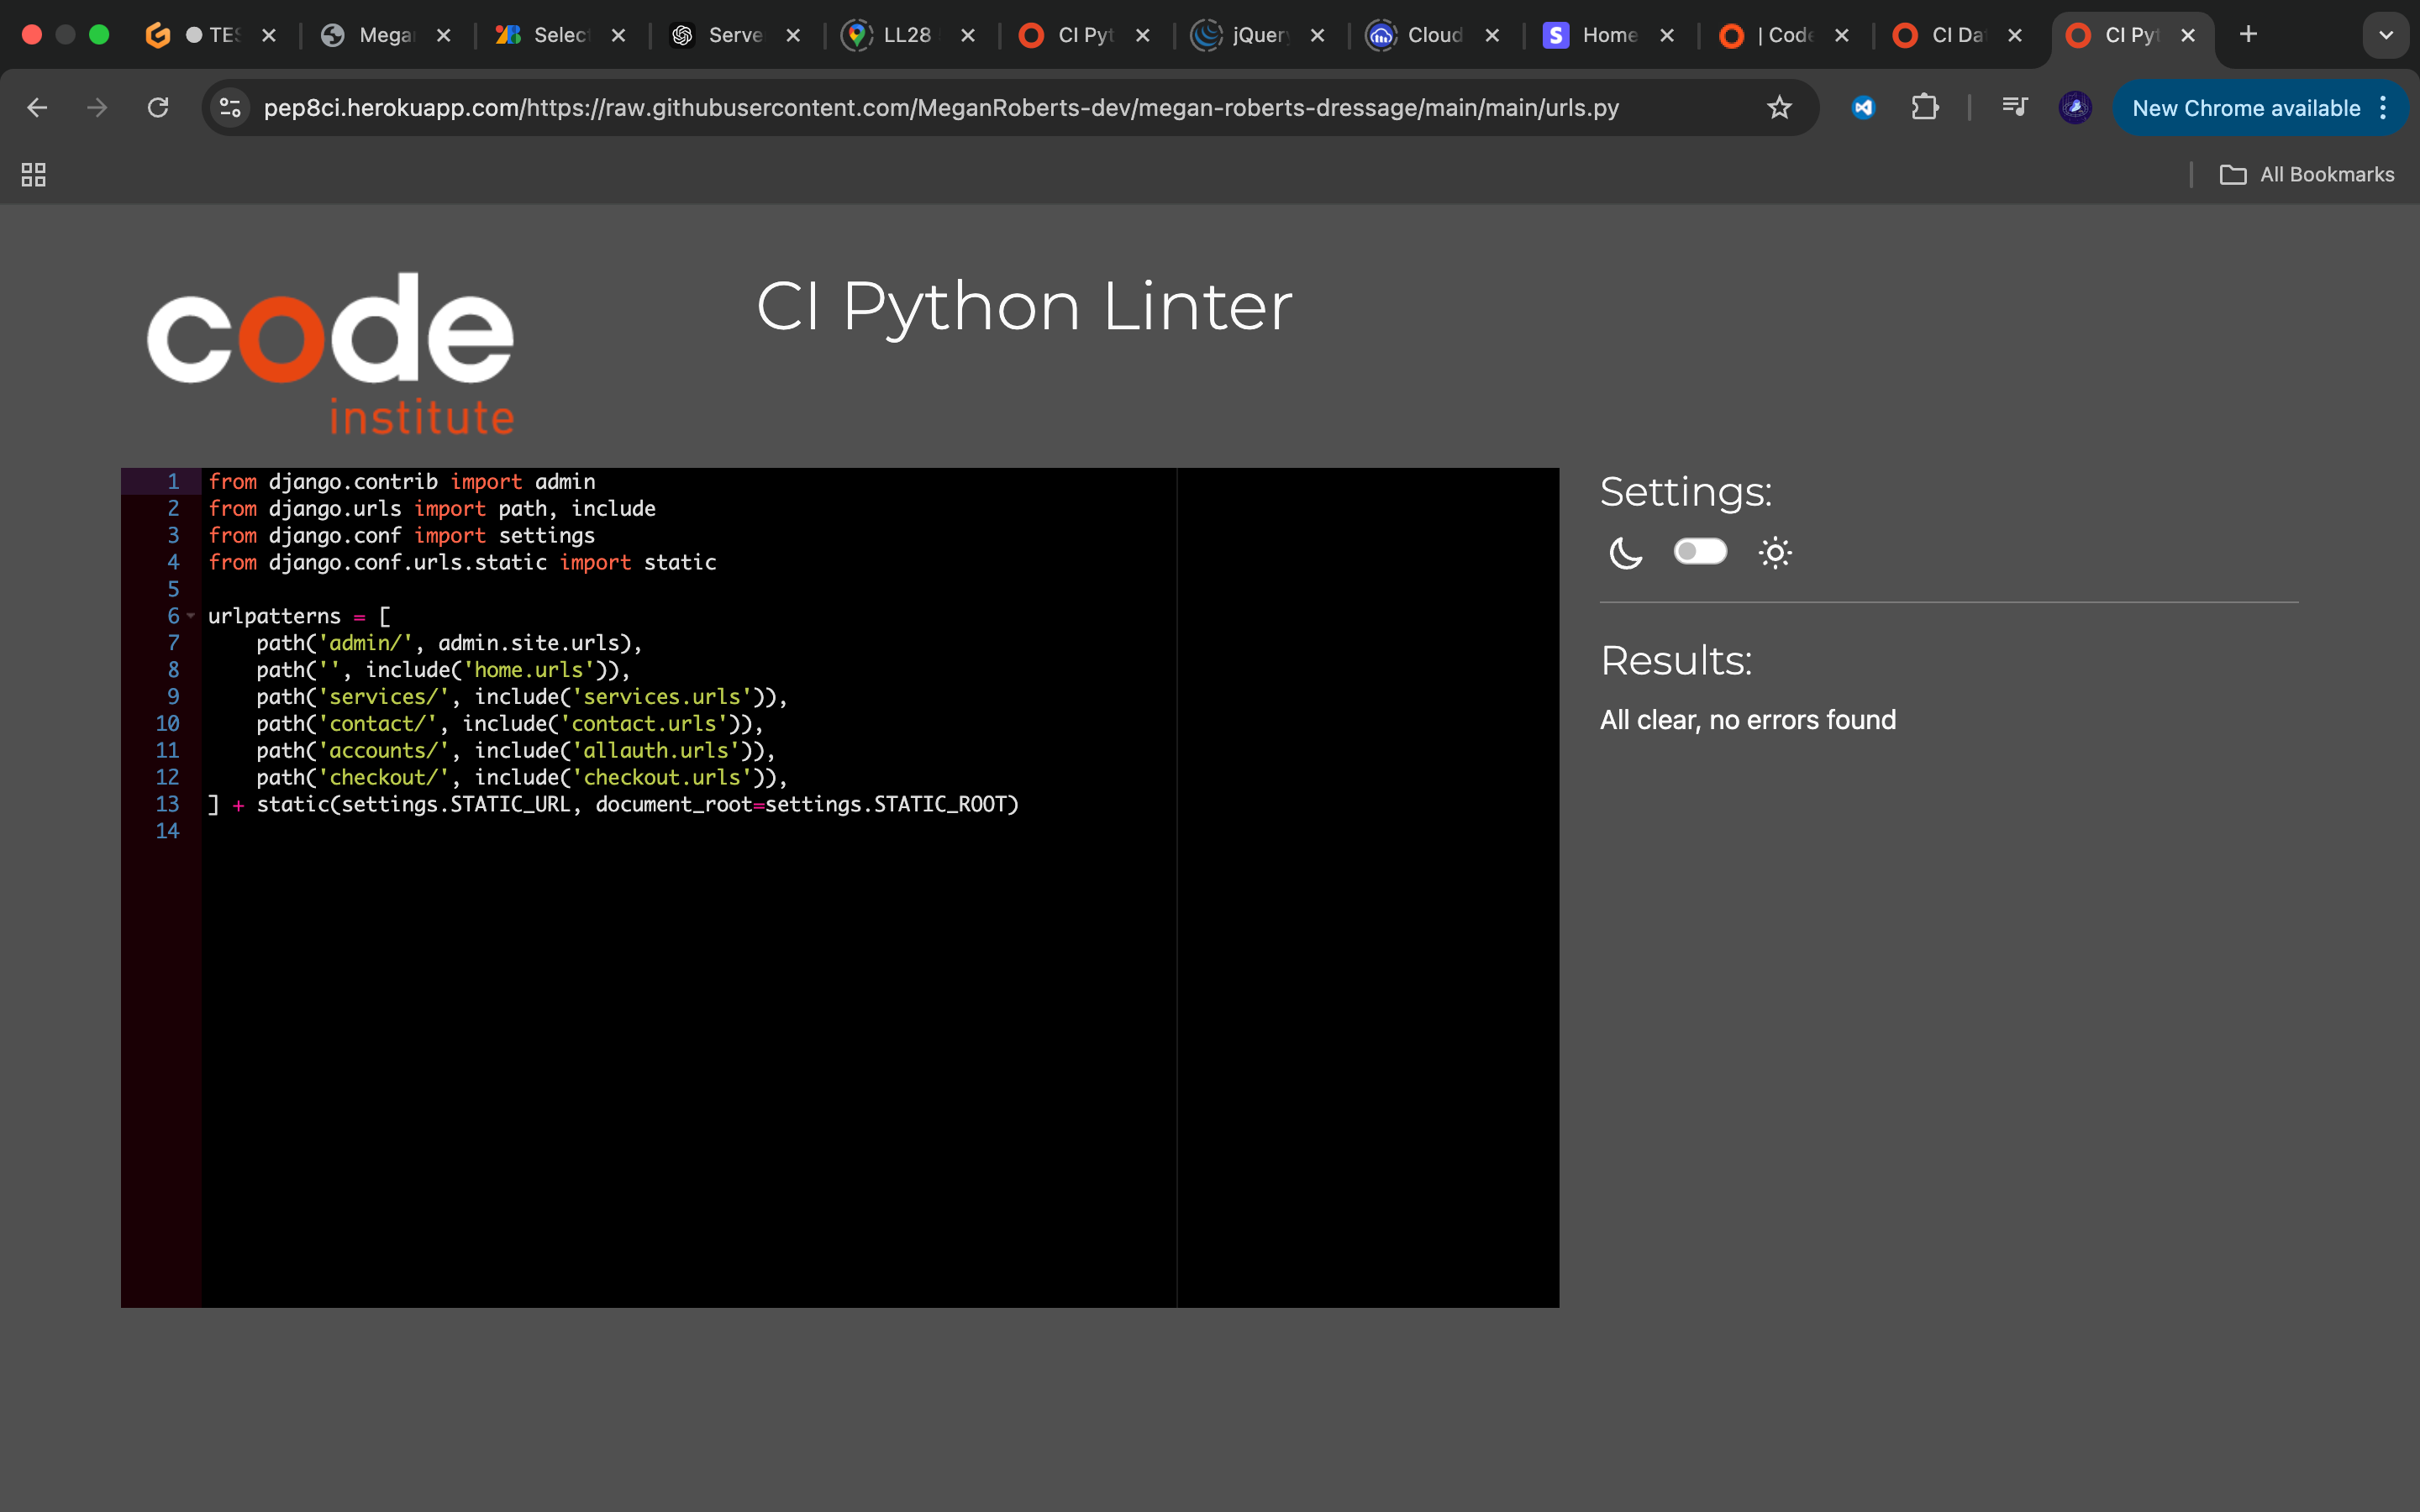 TES
Megan
Select
Serve
LL28
CI Pyt
jQuery
Cloud
Home
| Code
CI Da
CI Pyt
pep8ci.herokuapp.com/https://raw.githubusercontent.com/MeganRoberts-dev/megan-roberts-dressage/main/main/urls.py
New Chrome available
All Bookmarks
code
institute
CI Python Linter
1 from django.contrib import admin
2 from django.urls import path, include
3 from django.conf import settings
4 from django.conf.urls.static import static
5
6 urlpatterns = [
7     path('admin/', admin.site.urls),
8     path('', include('home.urls')),
9     path('services/', include('services.urls')),
10     path('contact/', include('contact.urls')),
11     path('accounts/', include('allauth.urls')),
12     path('checkout/', include('checkout.urls')),
13 ] + static(settings.STATIC_URL, document_root=settings.STATIC_ROOT)
14
Settings:
Results:
All clear, no errors found